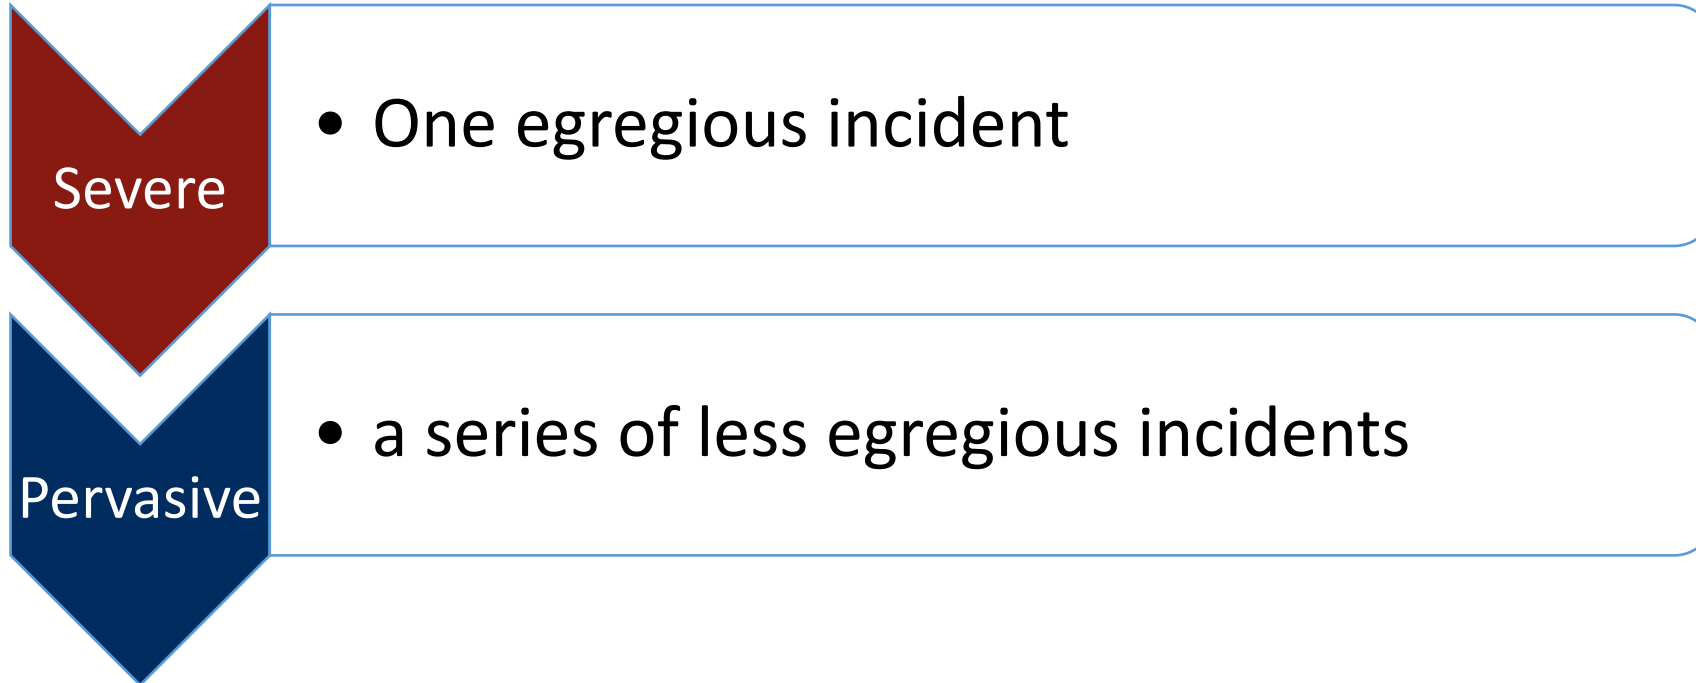 Severe
• One egregious incident
Pervasive
• a series of less egregious incidents